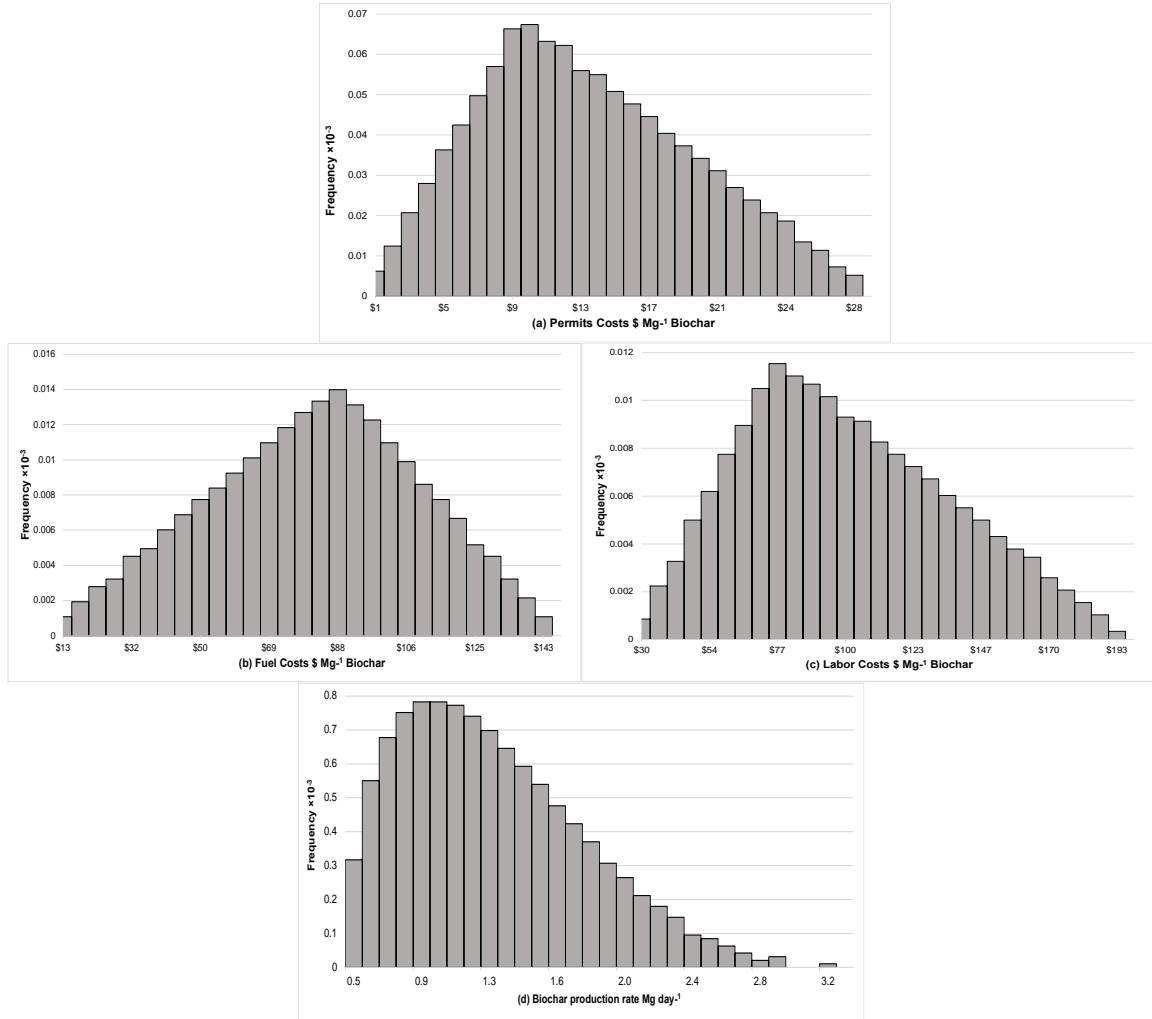 0.07
0.06
0.05
0.04
0.03
0.02
0.01
0
Frequency ×10⁻³
$1 $5 $9 $13 $17 $21 $24 $28
(a) Permits Costs $ Mg-¹ Biochar
0.016
0.014
0.012
0.01
0.008
0.006
0.004
0.002
0
Frequency ×10⁻³
$13 $32 $50 $69 $88 $106 $125 $143
(b) Fuel Costs $ Mg-¹ Biochar
0.012
0.01
0.008
0.006
0.004
0.002
0
Frequency ×10⁻³
$30 $54 $77 $100 $123 $147 $170 $193
(c) Labor Costs $ Mg-¹ Biochar
0.8
0.7
0.6
0.5
0.4
0.3
0.2
0.1
0
Frequency ×10⁻³
0.5 0.9 1.3 1.6 2.0 2.4 2.8 3.2
(d) Biochar production rate Mg day-¹